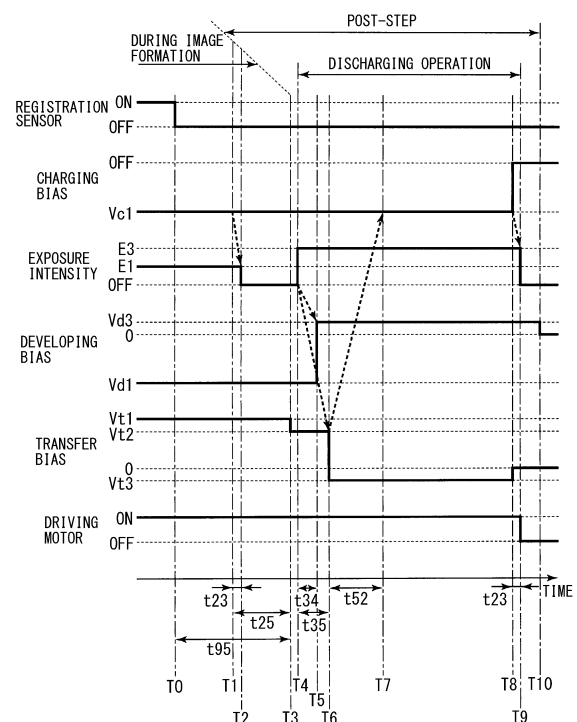 POST-STEP
DURING IMAGE
FORMATION
DISCHARGING OPERATION
REGISTRATION
SENSOR
ON
OFF
CHARGING
BIAS
OFF
Vc1
EXPOSURE
INTENSITY
E3
E1
OFF
DEVELOPING
BIAS
Vd3
0
Vd1
TRANSFER
BIAS
Vt1
Vt2
0
Vt3
DRIVING
MOTOR
ON
OFF
TIME
t23
t34
t52
t23
t25
t35
t95
T0
T1
T2
T3
T4
T5
T6
T7
T8
T9
T10